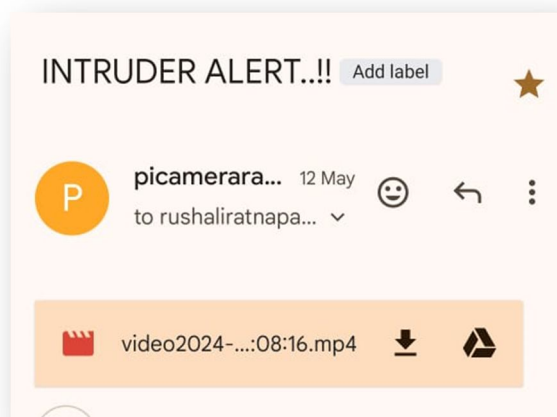 INTRUDER ALERT..!! Add label
P
picamerara... 12 May
to rushaliratnapa...
video2024-...:08:16.mp4